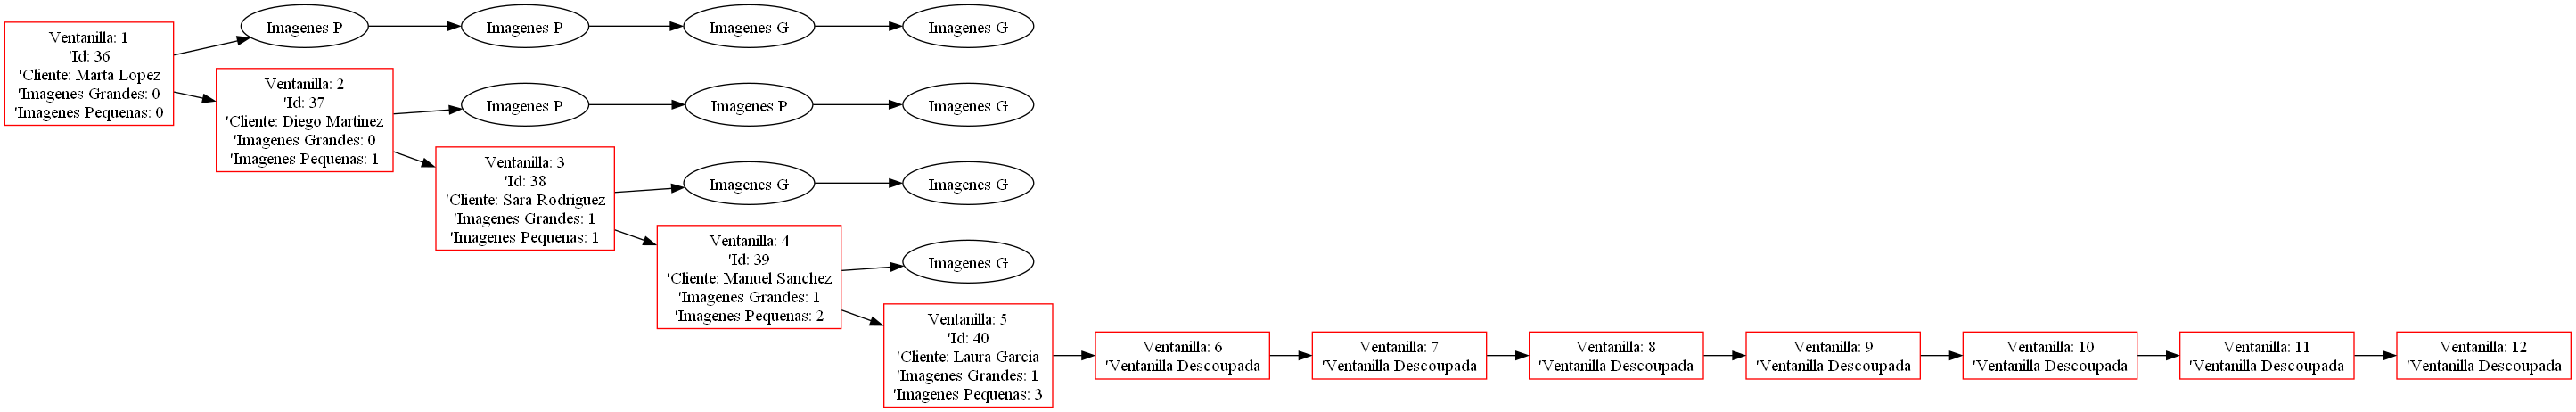 Ventanilla: 1
'Id: 36
'Cliente: Marta Lopez
'Imagenes Grandes: 0
'Imagenes Pequenas: 0
Imagenes P
Imagenes P
Imagenes G
Imagenes G
Ventanilla: 2
'Id: 37
'Cliente: Diego Martinez
'Imagenes Grandes: 0
'Imagenes Pequenas: 1
Imagenes P
Imagenes P
Imagenes G
Ventanilla: 3
'Id: 38
'Cliente: Sara Rodriguez
'Imagenes Grandes: 1
'Imagenes Pequenas: 1
Imagenes G
Imagenes G
Ventanilla: 4
'Id: 39
'Cliente: Manuel Sanchez
'Imagenes Grandes: 1
'Imagenes Pequenas: 2
Imagenes G
Ventanilla: 5
'Id: 40
'Cliente: Laura Garcia
'Imagenes Grandes: 1
'Imagenes Pequenas: 3
Ventanilla: 6
'Ventanilla Descoupada
Ventanilla: 7
'Ventanilla Descoupada
Ventanilla: 8
'Ventanilla Descoupada
Ventanilla: 9
'Ventanilla Descoupada
Ventanilla: 10
'Ventanilla Descoupada
Ventanilla: 11
'Ventanilla Descoupada
Ventanilla: 12
'Ventanilla Descoupada